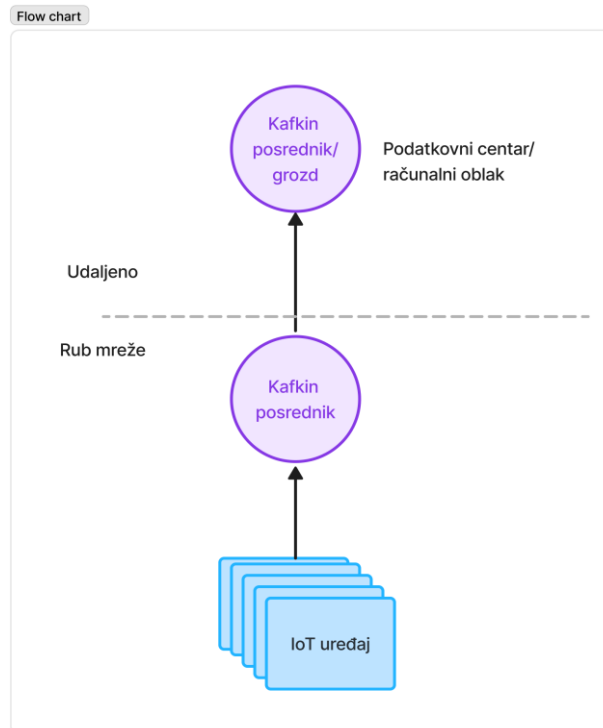 Flow chart
Kafkin
posrednik/
grozd
Podatkovni centar/
računalni oblak
Udaljeno
Rub mreže
Kafkin
posrednik
IoT uređaj